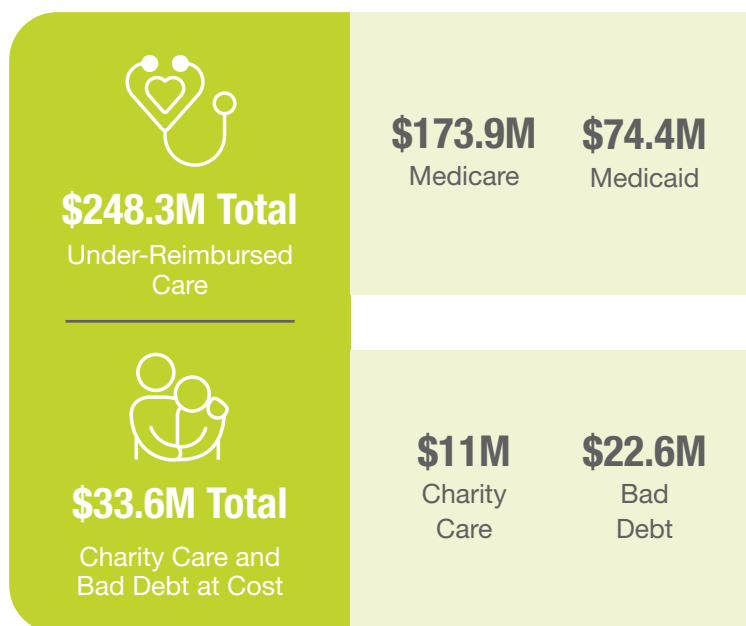 $248.3M Total
Under-Reimbursed
Care
$173.9M
Medicare
$74.4M
Medicaid
$33.6M Total
Charity Care and
Bad Debt at Cost
$11M
Charity
Care
$22.6M
Bad
Debt